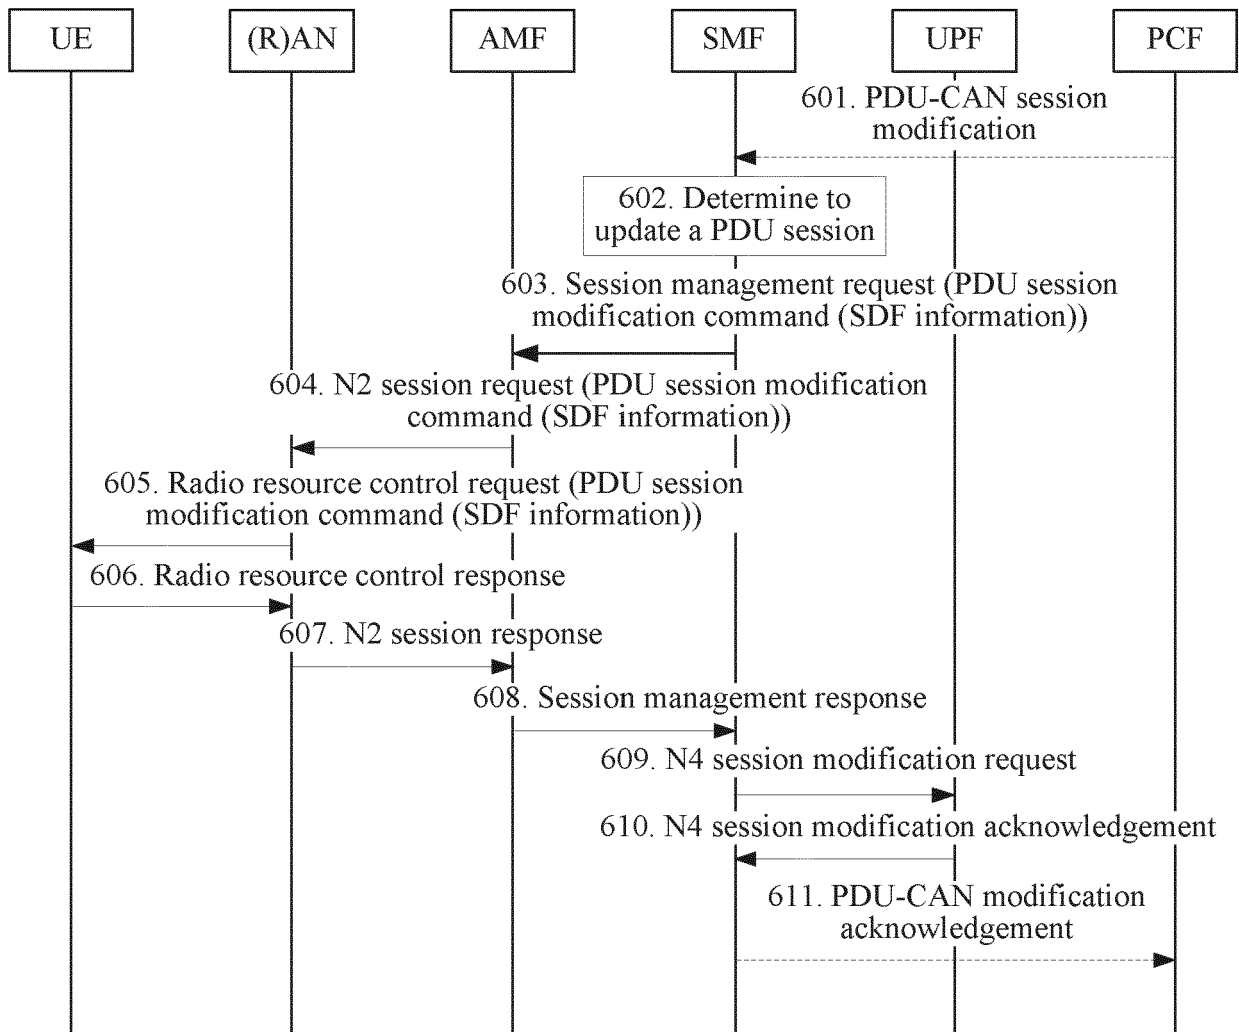 UE
(R)AN
AMF
SMF
UPF
PCF
601. PDU-CAN session
modification
602. Determine to
update a PDU session
603. Session management request (PDU session
modification command (SDF information))
604. N2 session request (PDU session modification
command (SDF information))
605. Radio resource control request (PDU session
modification command (SDF information))
606. Radio resource control response
607. N2 session response
608. Session management response
609. N4 session modification request
610. N4 session modification acknowledgement
611. PDU-CAN modification
acknowledgement